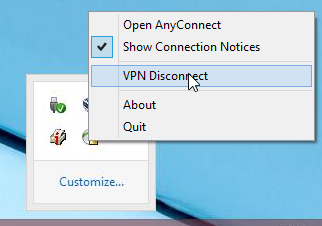 Open AnyConnect
Show Connection Notices
VPN Disconnect
About
Quit
Customize...